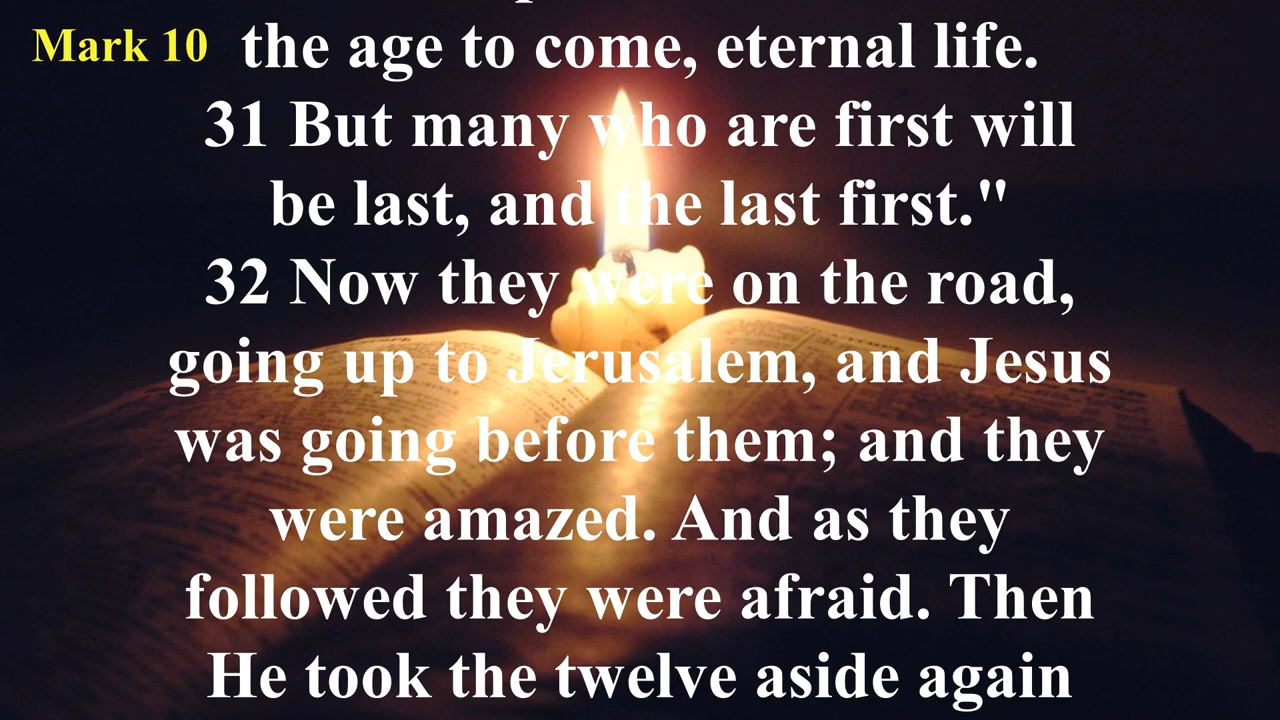 Mark 10
the age to come, eternal life.
31 But many who are first will
be last, and the last first."
32 Now they were on the road,
going up to Jerusalem, and Jesus
was going before them; and they
were amazed. And as they
followed they were afraid. Then
He took the twelve aside again